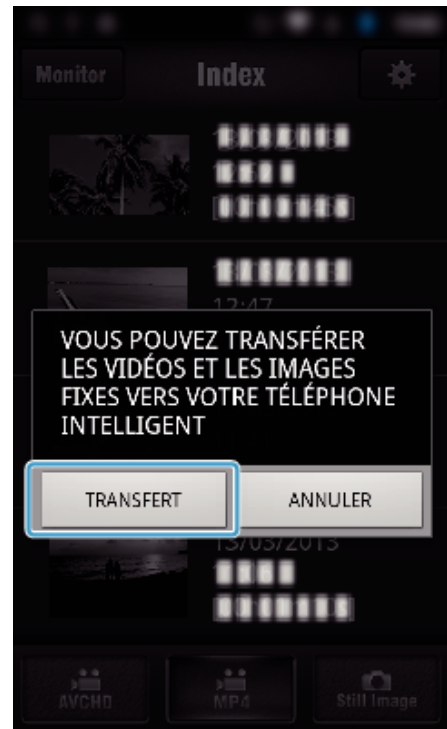 Monitor
Index
12:47
VOUS POUVEZ TRANSFÉRER
LES VIDÉOS ET LES IMAGES
FIXES VERS VOTRE TÉLÉPHONE
INTELLIGENT
TRANSFERT
ANNULER
13/03/2013
AVCHD
MP4
Still Image